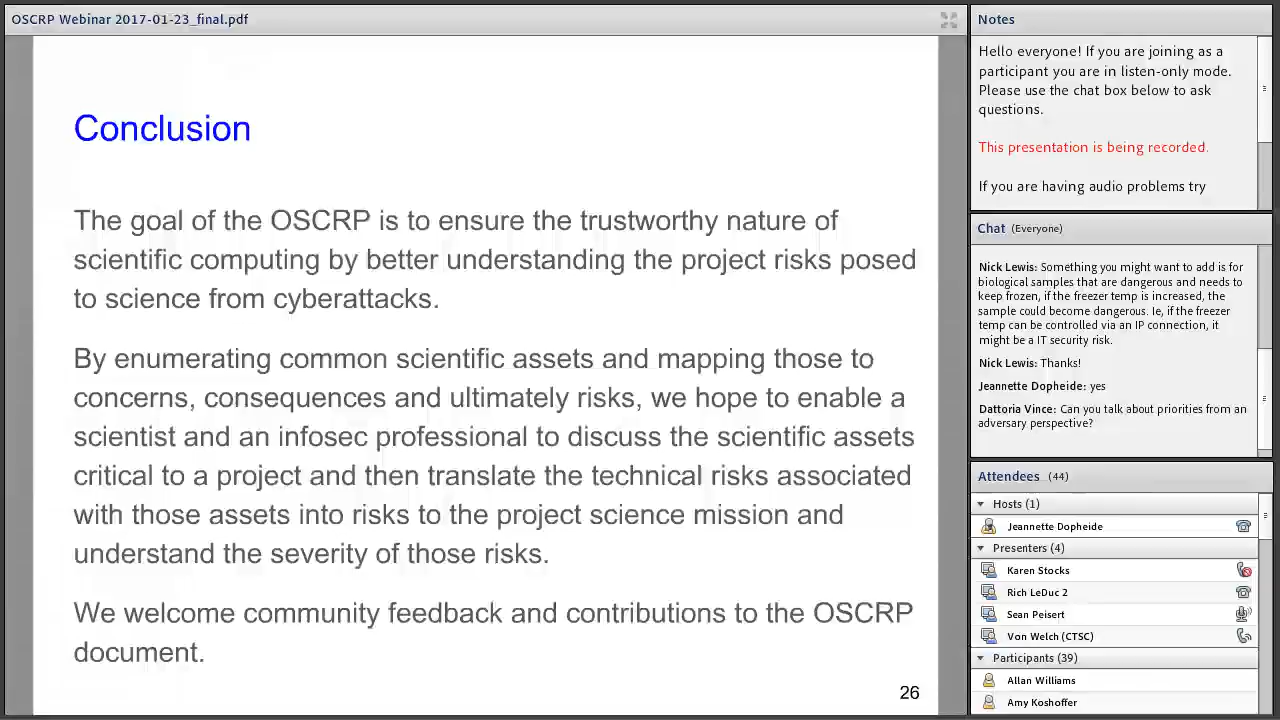 OSCRP Webinar 2017-01-23_final.pdf
Conclusion
The goal of the OSCRP is to ensure the trustworthy nature of
scientific computing by better understanding the project risks posed
to science from cyberattacks.
By enumerating common scientific assets and mapping those to
concerns, consequences and ultimately risks, we hope to enable a
scientist and an infosec professional to discuss the scientific assets
critical to a project and then translate the technical risks associated
with those assets into risks to the project science mission and
understand the severity of those risks.
We welcome community feedback and contributions to the OSCRP
document.
26
Notes
Hello everyone! If you are joining as a
participant you are in listen-only mode.
Please use the chat box below to ask
questions.
This presentation is being recorded.
If you are having audio problems try
Chat (Everyone)
Nick Lewis: Something you might want to add is for
biological samples that are dangerous and needs to
keep frozen, if the freezer temp is increased, the
sample could become dangerous. Ie, if the freezer
temp can be controlled via an IP connection, it
might be a IT security risk.
Nick Lewis: Thanks!
Jeannette Dopheide: yes
Dattoria Vince: Can you talk about priorities from an
adversary perspective?
Attendees (44)
Hosts (1)
Jeannette Dopheide
Presenters (4)
Karen Stocks
Rich LeDuc 2
Sean Peisert
Von Welch (CTSC)
Participants (39)
Allan Williams
Amy Koshoffer